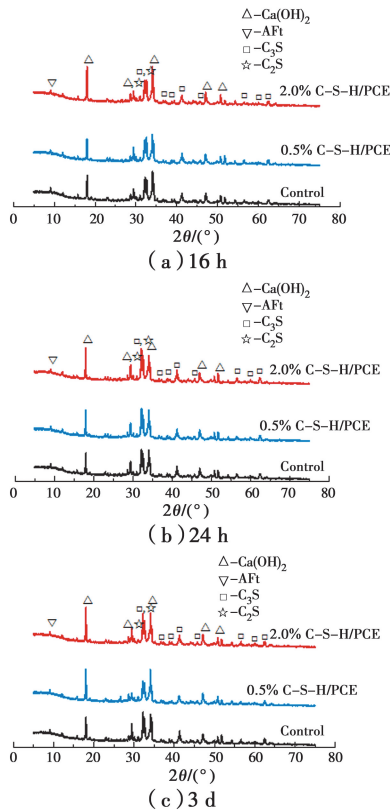 △-Ca(OH)₂
▽-AFt
□-C₃S
☆-C₂S
2.0% C-S-H/PCE
0.5% C-S-H/PCE
Control
0 10 20 30 40 50 60 70 80
2θ/(°)
(a)16 h
△-Ca(OH)₂
▽-AFt
□-C₃S
☆-C₂S
2.0% C-S-H/PCE
0.5% C-S-H/PCE
Control
0 10 20 30 40 50 60 70 80
2θ/(°)
(b)24 h
△-Ca(OH)₂
▽-AFt
□-C₃S
☆-C₂S
2.0% C-S-H/PCE
0.5% C-S-H/PCE
Control
0 10 20 30 40 50 60 70 80
2θ/(°)
(c)3 d